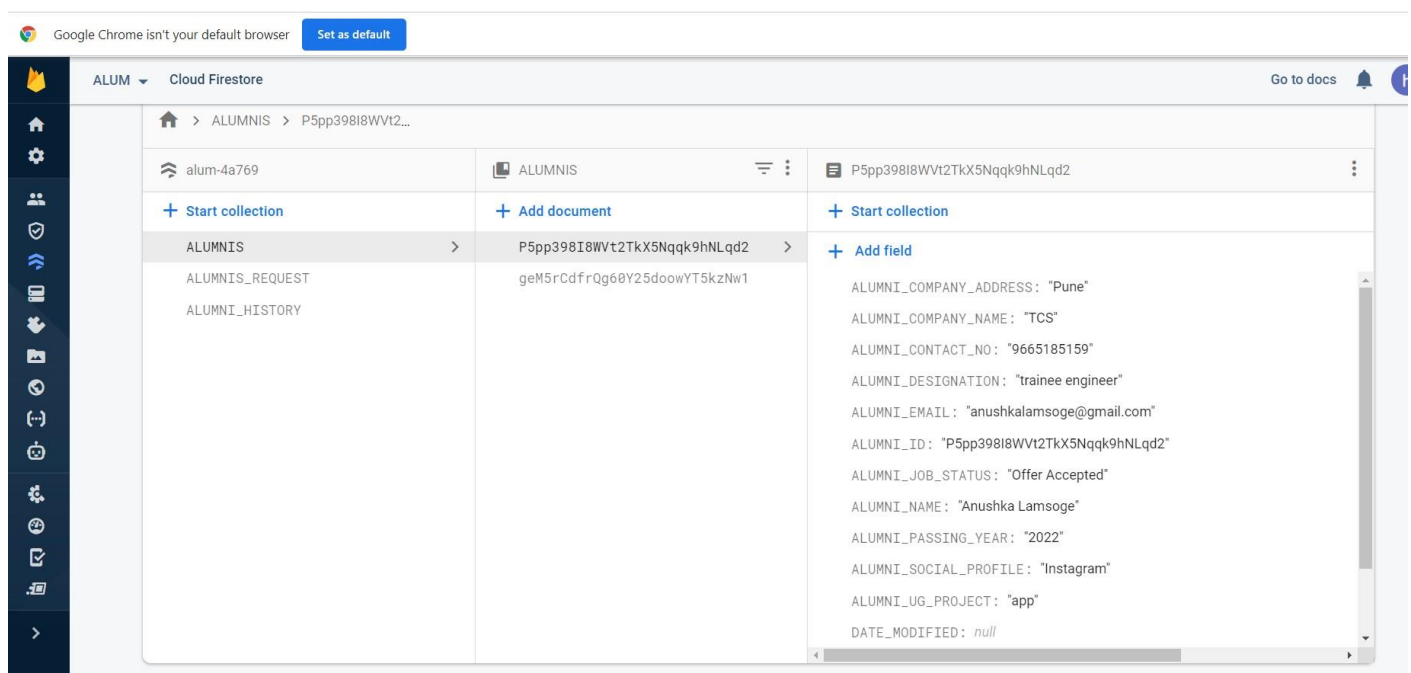 Google Chrome isn't your default browser Set as default
ALUM Cloud Firestore Go to docs
> ALUMNIS > P5pp398I8WVt2...
alum-4a769
+ Start collection
ALUMNIS
ALUMNIS_REQUEST
ALUMNI_HISTORY
ALUMNIS
+ Add document
P5pp398I8WVt2TkX5Nqqk9hNLqd2
geM5rCdfrQg60Y25doowYT5kzNw1
P5pp398I8WVt2TkX5Nqqk9hNLqd2
+ Start collection
+ Add field
ALUMNI_COMPANY_ADDRESS: "Pune"
ALUMNI_COMPANY_NAME: "TCS"
ALUMNI_CONTACT_NO: "9665185159"
ALUMNI_DESIGNATION: "trainee engineer"
ALUMNI_EMAIL: "anushkalamsoge@gmail.com"
ALUMNI_ID: "P5pp398I8WVt2TkX5Nqqk9hNLqd2"
ALUMNI_JOB_STATUS: "Offer Accepted"
ALUMNI_NAME: "Anushka Lamsoge"
ALUMNI_PASSING_YEAR: "2022"
ALUMNI_SOCIAL_PROFILE: "Instagram"
ALUMNI_UG_PROJECT: "app"
DATE_MODIFIED: null